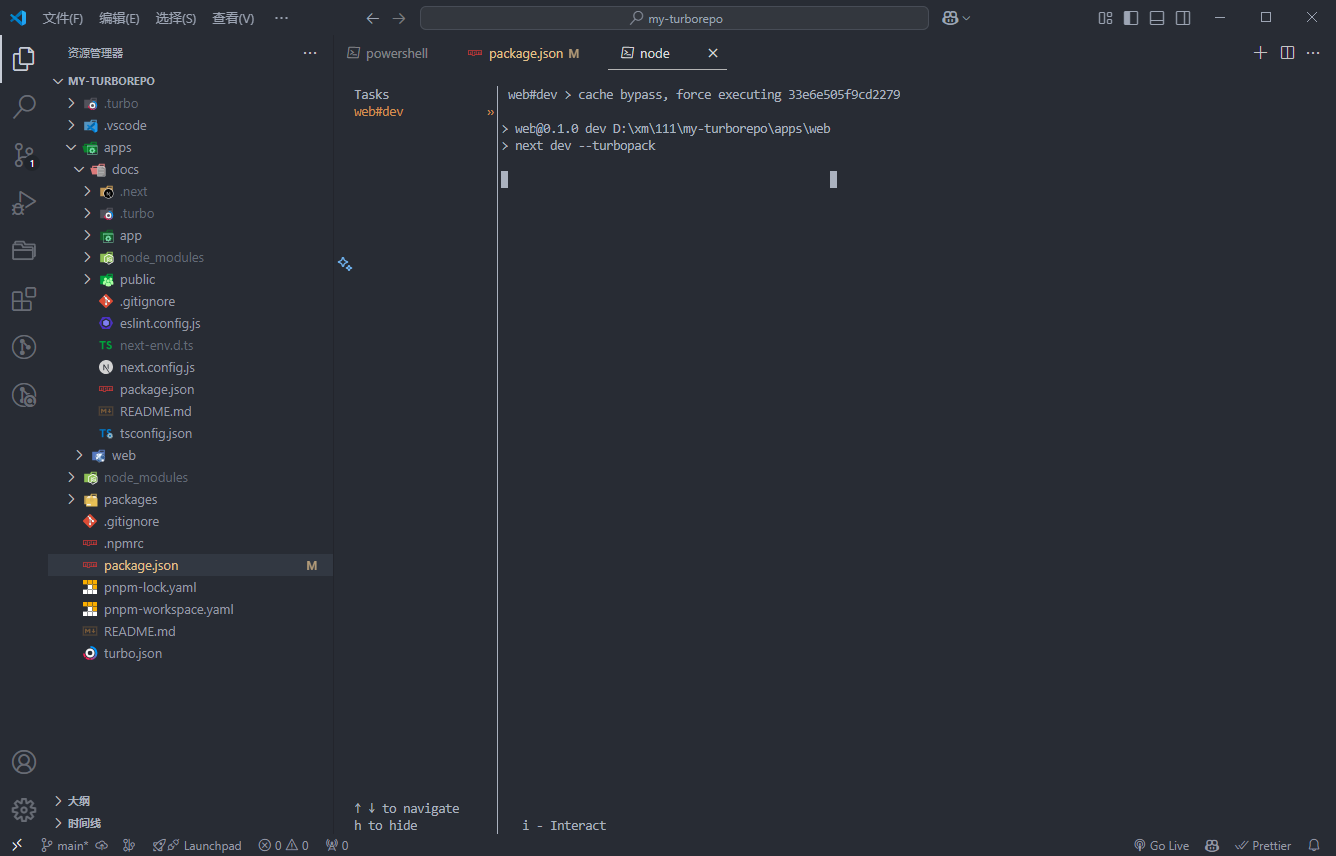 文件(F) 编辑(E) 选择(S) 查看(V) ··· my-turborepo
资源管理器 ···
powershell package.json M node
MY-TURBOREPO
.turbo
.vscode
apps
docs
.next
.turbo
app
node_modules
public
.gitignore
eslint.config.js
TS next-env.d.ts
N next.config.js
package.json
README.md
tsconfig.json
web
node_modules
packages
.gitignore
.npmrc
package.json M
pnpm-lock.yaml
pnpm-workspace.yaml
README.md
turbo.json
大纲
时间线
1
Tasks
web#dev »
↑ ↓ to navigate
h to hide
web#dev > cache bypass, force executing 33e6e505f9cd2279
> web@0.1.0 dev D:\xm\111\my-turborepo\apps\web
> next dev --turbopack
i - Interact
main* Launchpad 0 0 0 Go Live Prettier